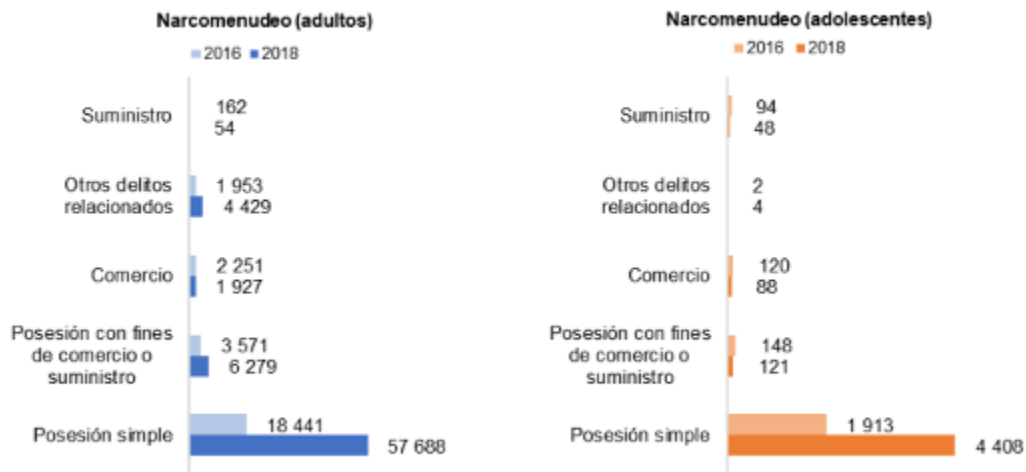 Narcomenudeo (adultos)
2016 2018
Suministro
162
54
Otros delitos
relacionados
1 953
4 429
Comercio
2 251
1 927
Posesión con fines
de comercio o
suministro
3 571
6 279
Posesión simple
18 441
57 688
Narcomenudeo (adolescentes)
2016 2018
Suministro
94
48
Otros delitos
relacionados
2
4
Comercio
120
88
Posesión con fines
de comercio o
suministro
148
121
Posesión simple
1 913
4 408